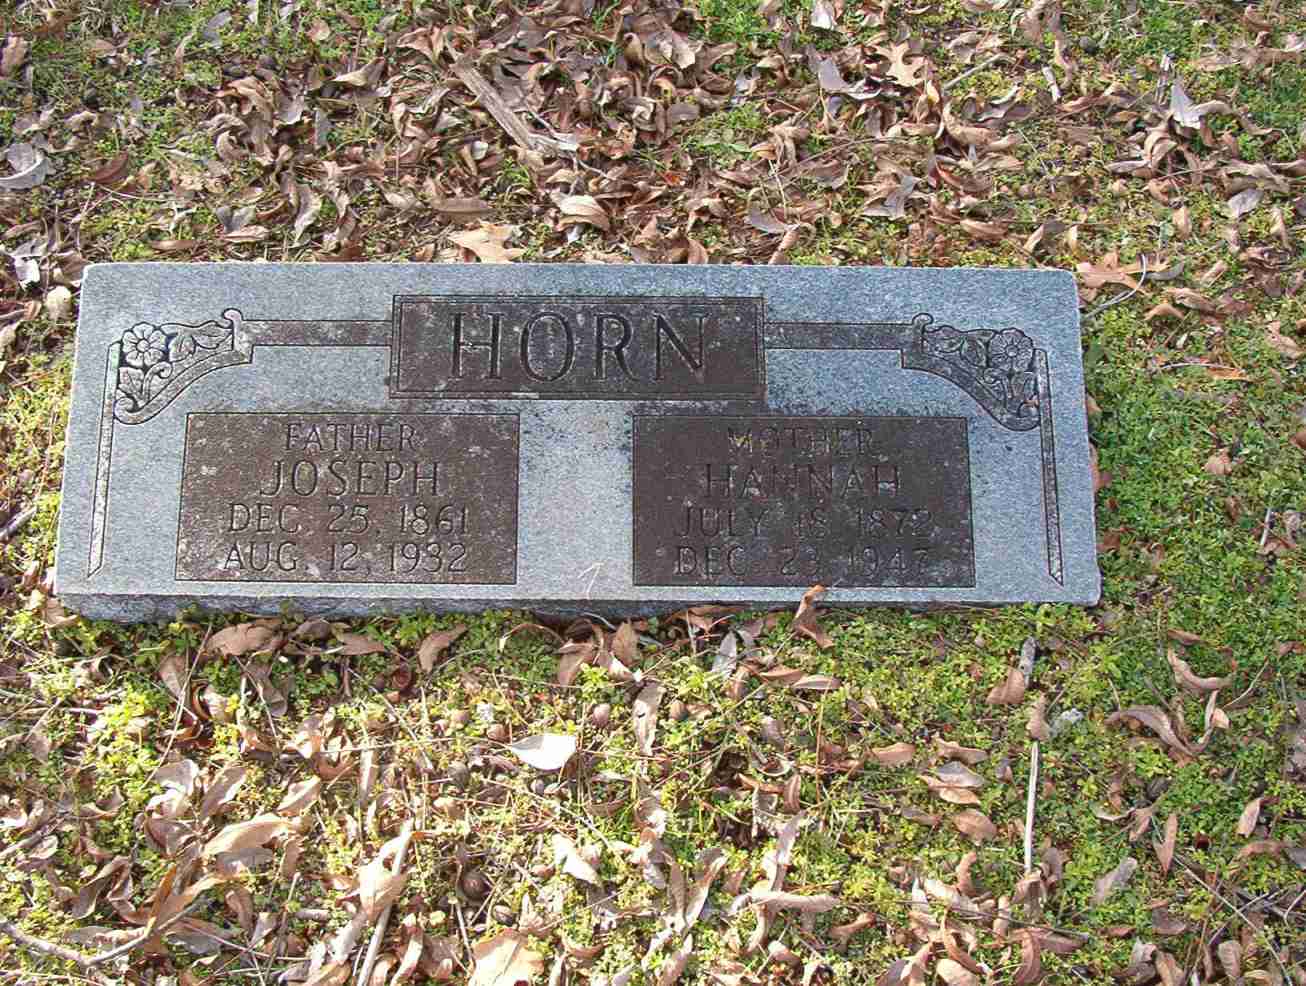 HORN
FATHER
JOSEPH
DEC 25, 1861
AUG 12, 1932
MOTHER
HANNAH
JULY 18 1872
DEC 23 1947